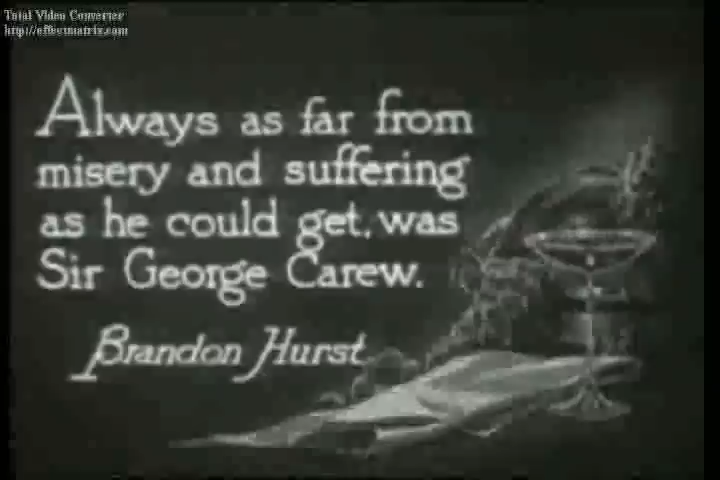 Total Video Converter
http://effectmatrix.com
Always as far from
misery and suffering
as he could get, was
Sir George Carew.
Brandon Hurst